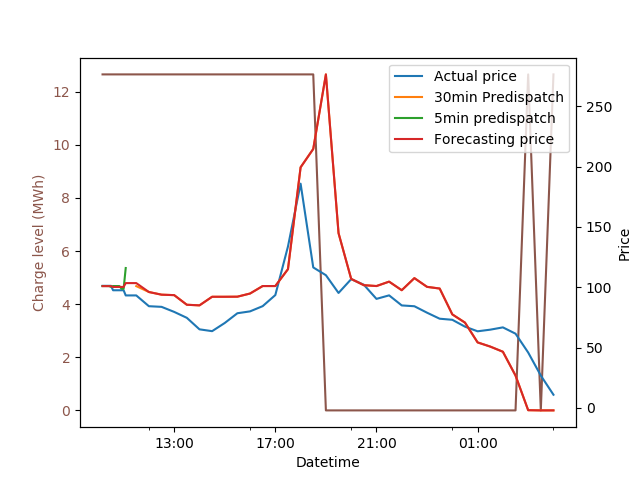 Actual price
30min Predispatch
5min predispatch
Forecasting price
12
10
8
6
4
2
0
Charge level (MWh)
250
200
150
100
50
0
Price
13:00 17:00 21:00 01:00
Datetime